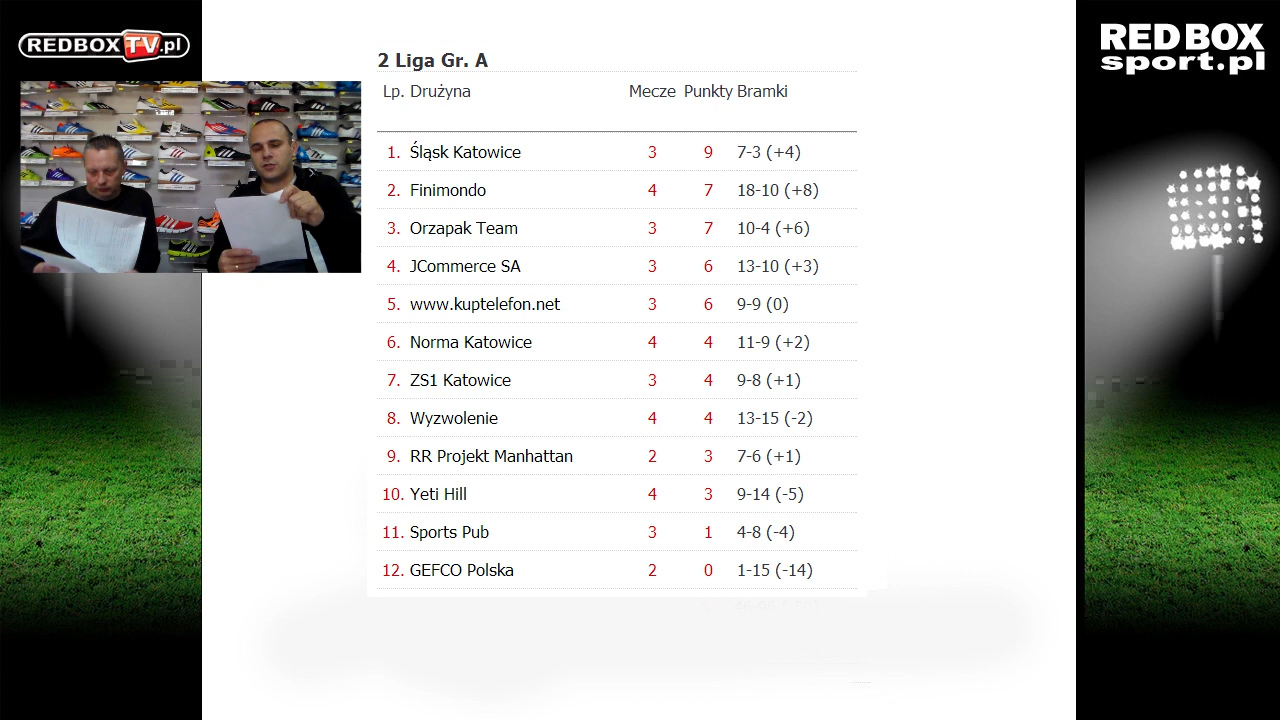 REDBOXTV.pl
RED BOX
sport.pl
2 Liga Gr. A
Lp. Drużyna Mecze Punkty Bramki
1. Śląsk Katowice 3 9 7-3 (+4)
2. Finimondo 4 7 18-10 (+8)
3. Orzapak Team 3 7 10-4 (+6)
4. JCommerce SA 3 6 13-10 (+3)
5. www.kuptelefon.net 3 6 9-9 (0)
6. Norma Katowice 4 4 11-9 (+2)
7. ZS1 Katowice 3 4 9-8 (+1)
8. Wyzwolenie 4 4 13-15 (-2)
9. RR Projekt Manhattan 2 3 7-6 (+1)
10. Yeti Hill 4 3 9-14 (-5)
11. Sports Pub 3 1 4-8 (-4)
12. GEFCO Polska 2 0 1-15 (-14)